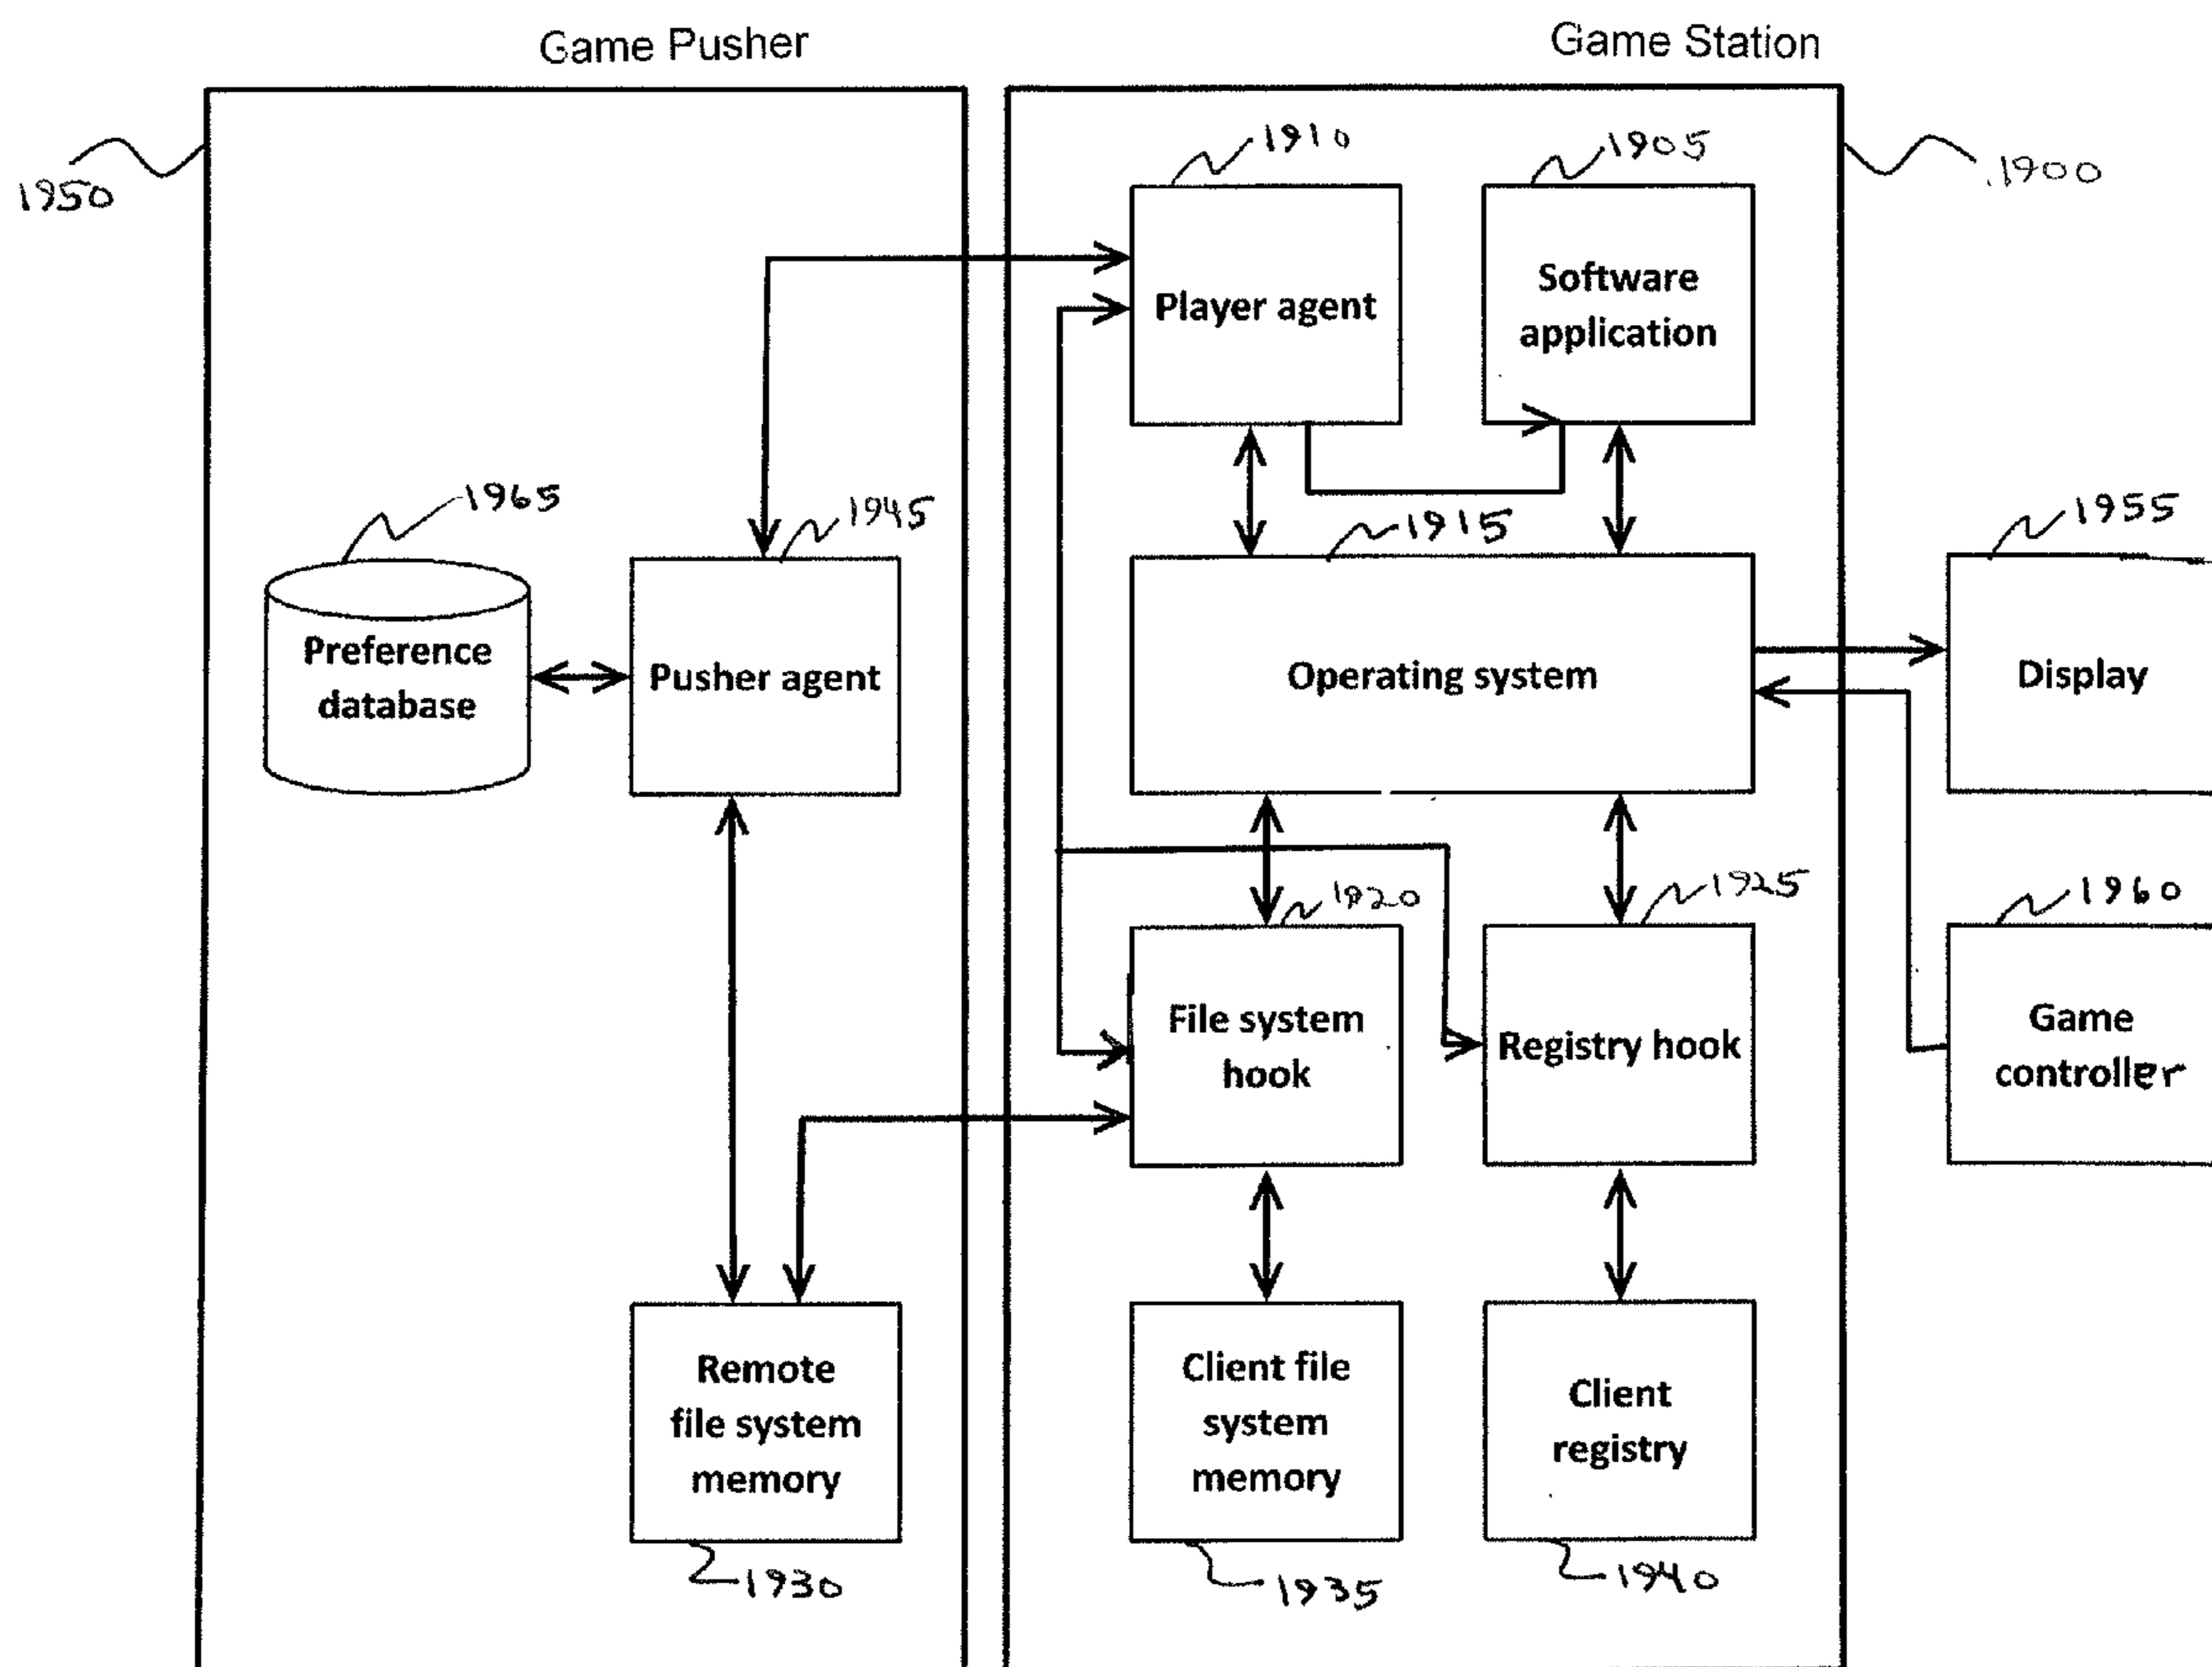 Game Pusher
Game Station
1950
1910
1905
1900
Player agent
Software
application
1965
1945
1915
1955
Preference
database
Pusher agent
Operating system
Display
1920
1925
1960
File system
hook
Registry hook
Game
controller
Remote
file system
memory
Client file
system
memory
Client
registry
1930
1935
1940